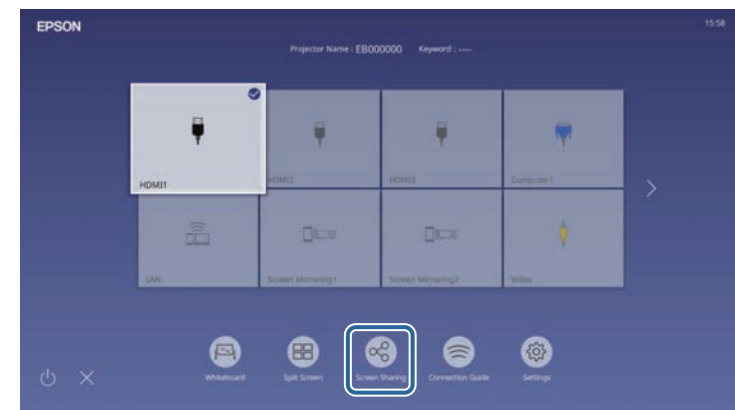 EPSON
15:58
Projector Name : EB000000 Keyword : ----
HDMI1
HDMI2
HDMI3
Computer1
LAN
Screen Mirroring1
Screen Mirroring2
Video
Whiteboard
Split Screen
Screen Sharing
Connection Guide
Settings